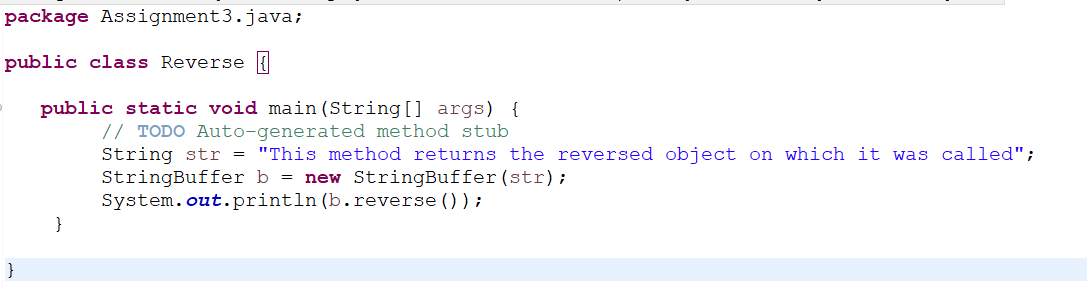 package Assignment3.java;
public class Reverse {
public static void main(String[] args) {
// TODO Auto-generated method stub
String str = "This method returns the reversed object on which it was called";
StringBuffer b = new StringBuffer(str);
System.out.println(b.reverse());
}
}